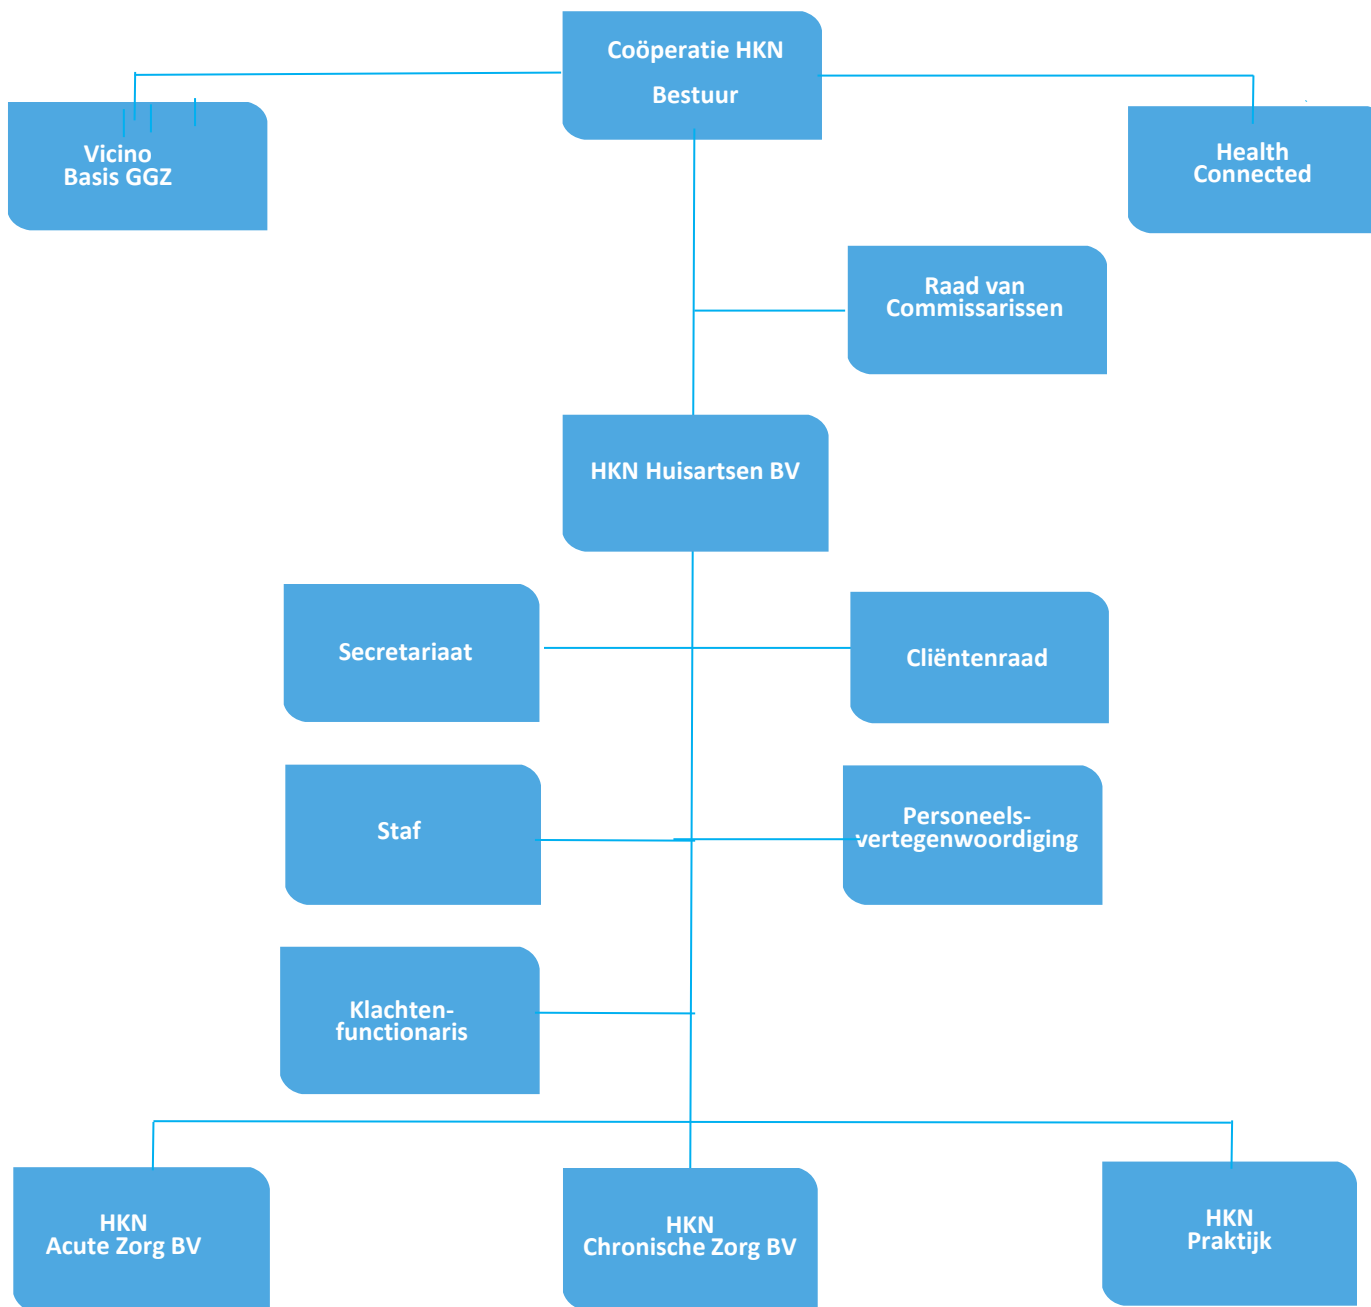 Coöperatie HKN
Bestuur
Vicino
Basis GGZ
Health
Connected
Raad van
Commissarissen
HKN Huisartsen BV
Secretariaat
Cliëntenraad
Staf
Personeels-
vertegenwoordiging
Klachten-
functionaris
HKN
Acute Zorg BV
HKN
Chronische Zorg BV
HKN
Praktijk